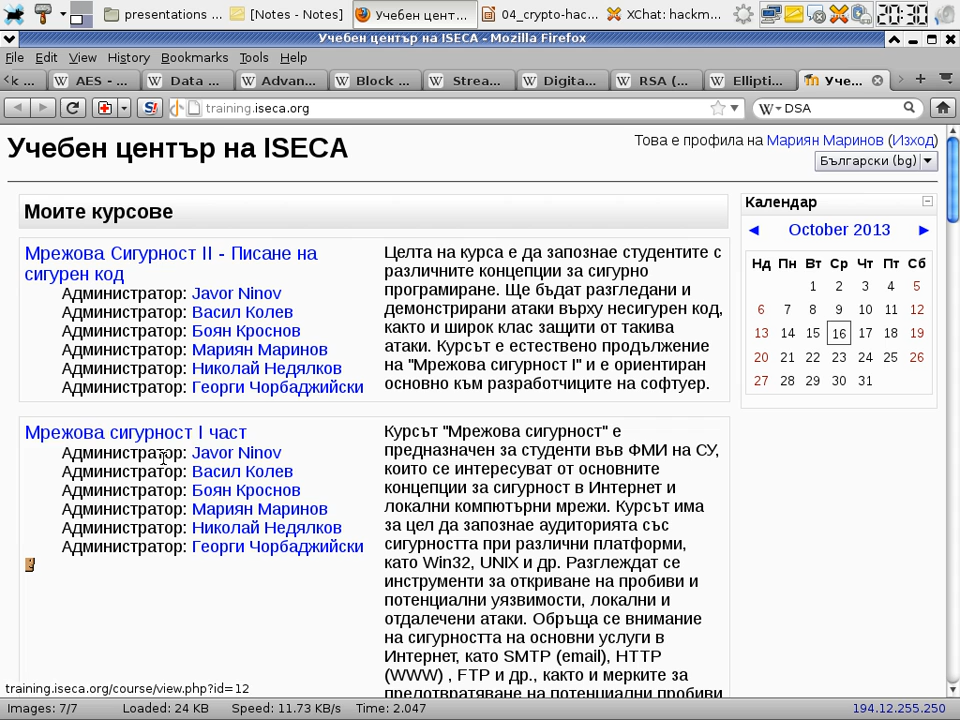 presentations ...
[Notes - Notes]
Учебен цент...
04_crypto-hac...
XChat: hackm...
20:30
Учебен център на ISECA - Mozilla Firefox
File Edit View History Bookmarks Tools Help
k ...
AES - ...
Data ...
Advan...
Block ...
Strea...
Digita...
RSA (...
Ellipti...
Уче...
training.iseca.org
DSA
Учебен център на ISECA
Това е профила на Мариян Маринов (Изход)
Български (bg)
Моите курсове
Мрежова Сигурност II - Писане на
сигурен код
Администратор: Javor Ninov
Администратор: Васил Колев
Администратор: Боян Кроснов
Администратор: Мариян Маринов
Администратор: Николай Недялков
Администратор: Георги Чорбаджийски
Целта на курса е да запознае студентите с
различните концепции за сигурно
програмиране. Ще бъдат разгледани и
демонстрирани атаки върху несигурен код,
както и широк клас защити от такива
атаки. Курсът е естествено продължение
на "Мрежова сигурност I" и е ориентиран
основно към разработчиците на софтуер.
Мрежова сигурност I част
Администратор: Javor Ninov
Администратор: Васил Колев
Администратор: Боян Кроснов
Администратор: Мариян Маринов
Администратор: Николай Недялков
Администратор: Георги Чорбаджийски
Курсът "Мрежова сигурност" е
предназначен за студенти във ФМИ на СУ,
които се интересуват от основните
концепции за сигурност в Интернет и
локални компютърни мрежи. Курсът има
за цел да запознае аудиторията със
сигурността при различни платформи,
като Win32, UNIX и др. Разглеждат се
инструменти за откриване на пробиви и
потенциални уязвимости, локални и
отдалечени атаки. Обръща се внимание
на сигурността на основни услуги в
Интернет, като SMTP (email), HTTP
(WWW) , FTP и др., както и мерките за
предотвратяване на потенциални пробиви
Календар
◄ October 2013 ►
Нд Пн Вт Ср Чт Пт Сб
1 2 3 4 5
6 7 8 9 10 11 12
13 14 15 16 17 18 19
20 21 22 23 24 25 26
27 28 29 30 31
training.iseca.org/course/view.php?id=12
Images: 7/7 Loaded: 24 KB Speed: 11.73 KB/s Time: 2.047 194.12.255.250